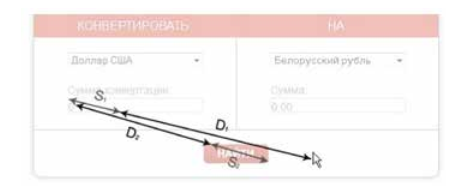 КОНВЕРТИРОВАТЬ НА
Доллар США Белорусский рубль
Сумма конвертации: Сумма:
S₁ 0.00
D₂ D₁
НАЙТИ
S₂